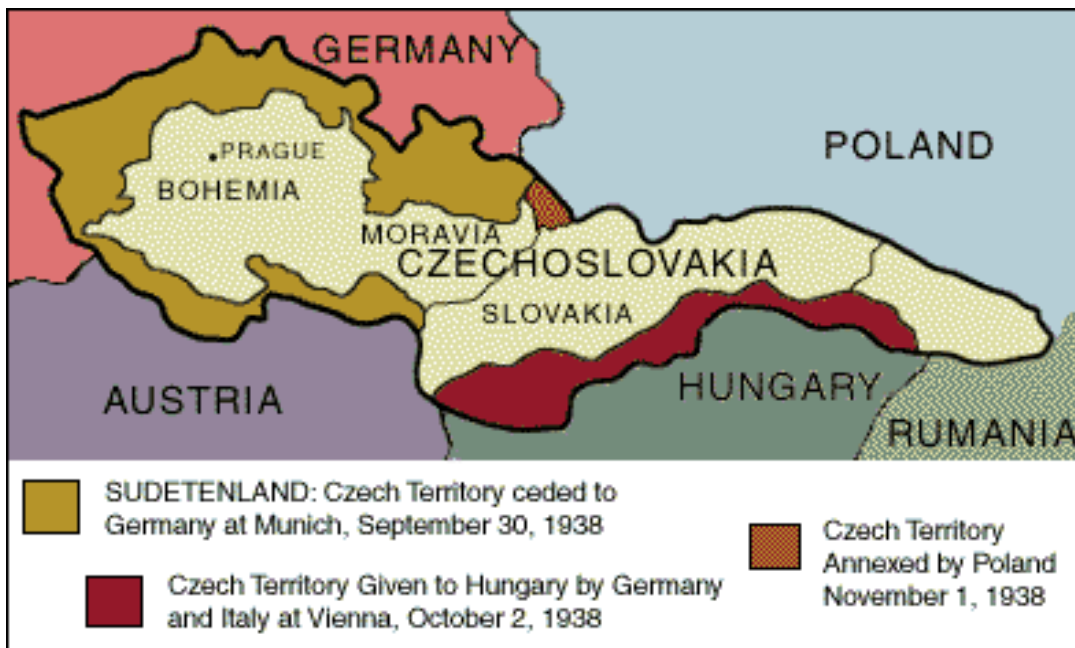 GERMANY
POLAND
PRAGUE
BOHEMIA
MORAVIA
CZECHOSLOVAKIA
SLOVAKIA
AUSTRIA
HUNGARY
RUMANIA
SUDETENLAND: Czech Territory ceded to
Germany at Munich, September 30, 1938
Czech Territory
Annexed by Poland
November 1, 1938
Czech Territory Given to Hungary by Germany
and Italy at Vienna, October 2, 1938